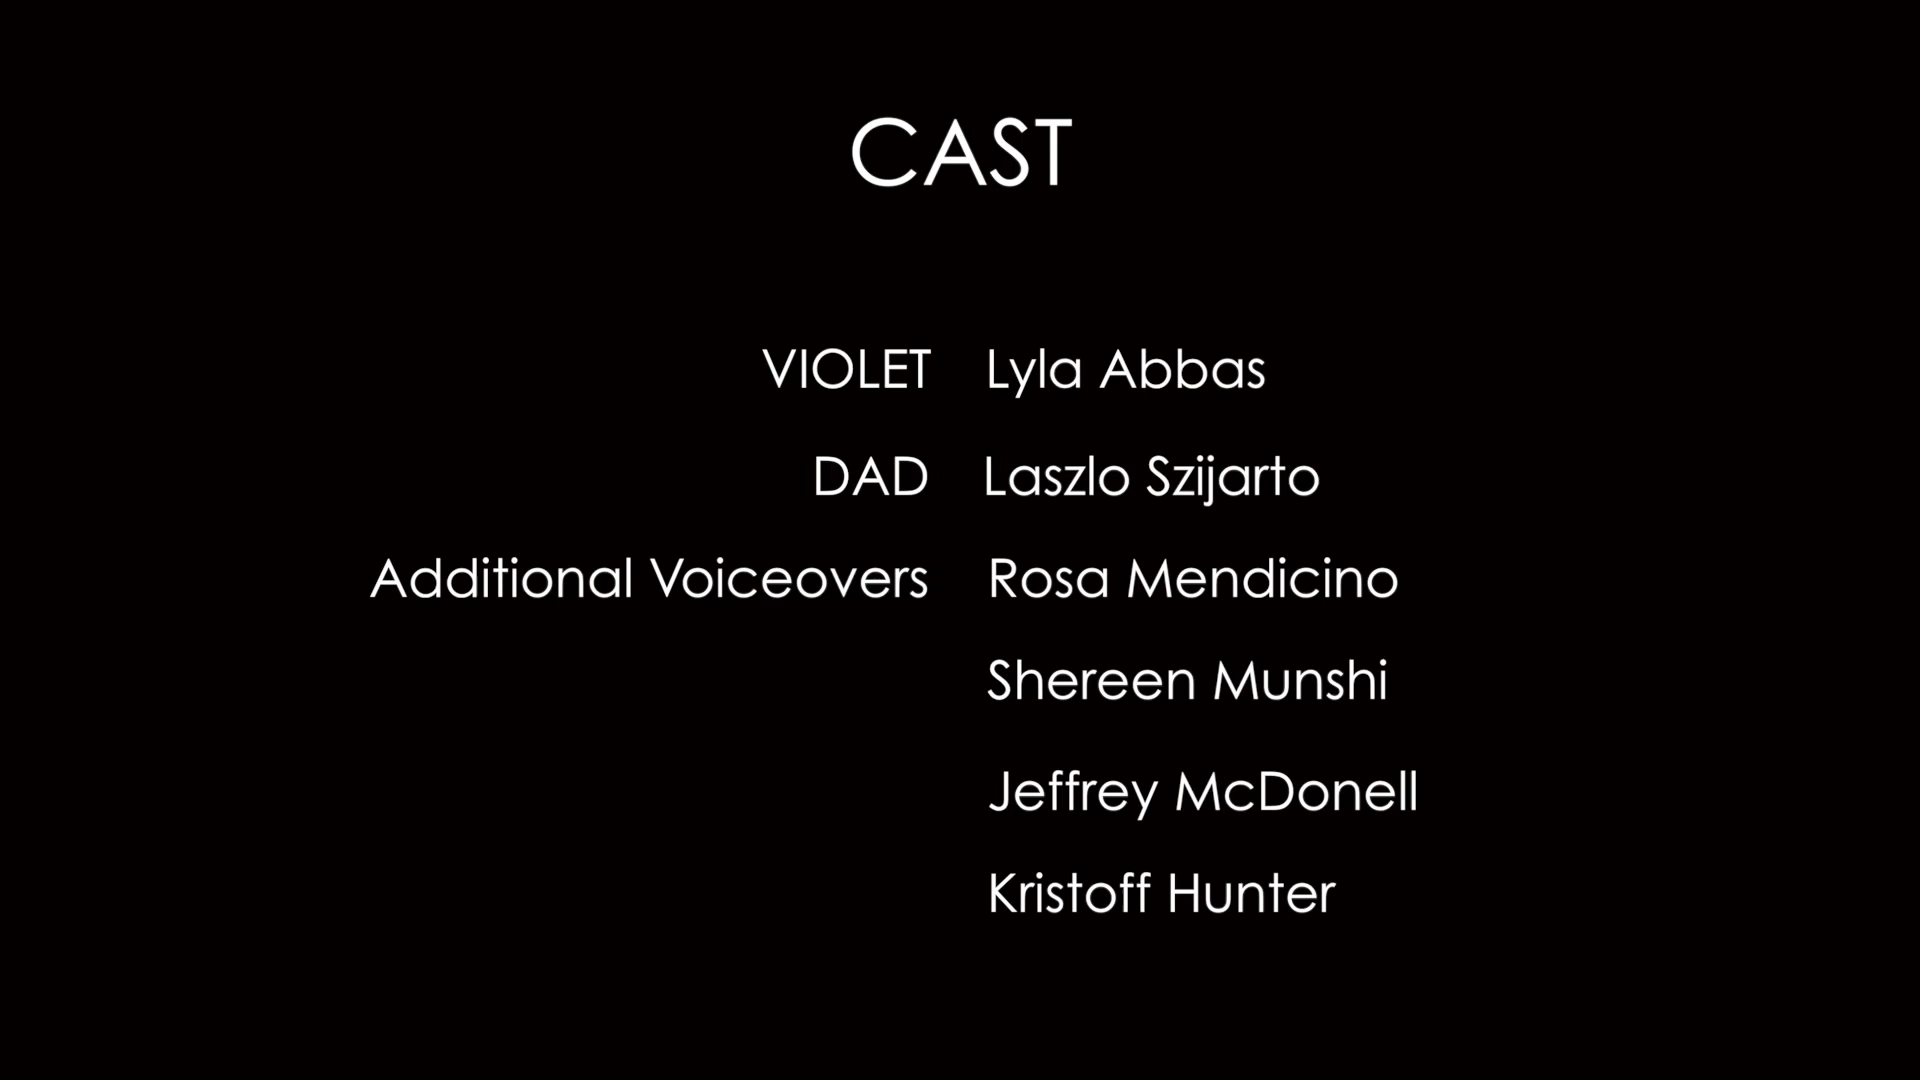 CAST
VIOLET Lyla Abbas
DAD Laszlo Szijarto
Additional Voiceovers Rosa Mendicino
Shereen Munshi
Jeffrey McDonell
Kristoff Hunter